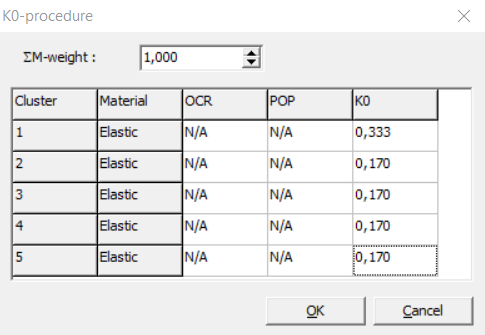 K0-procedure
ΣM-weight : 1,000
Cluster Material OCR POP K0
1 Elastic N/A N/A 0,333
2 Elastic N/A N/A 0,170
3 Elastic N/A N/A 0,170
4 Elastic N/A N/A 0,170
5 Elastic N/A N/A 0,170
OK Cancel